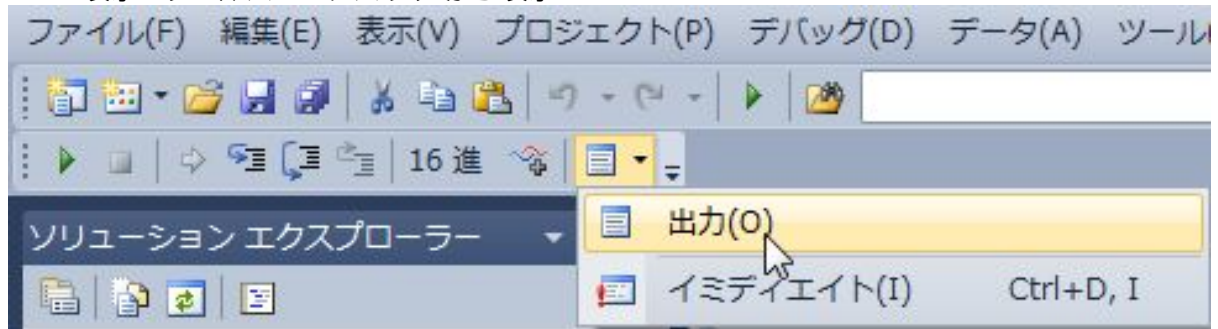 ファイル(F) 編集(E) 表示(V) プロジェクト(P) デバッグ(D) データ(A) ツール(
16 進
ソリューション エクスプローラー
出力(O)
イミディエイト(I) Ctrl+D, I